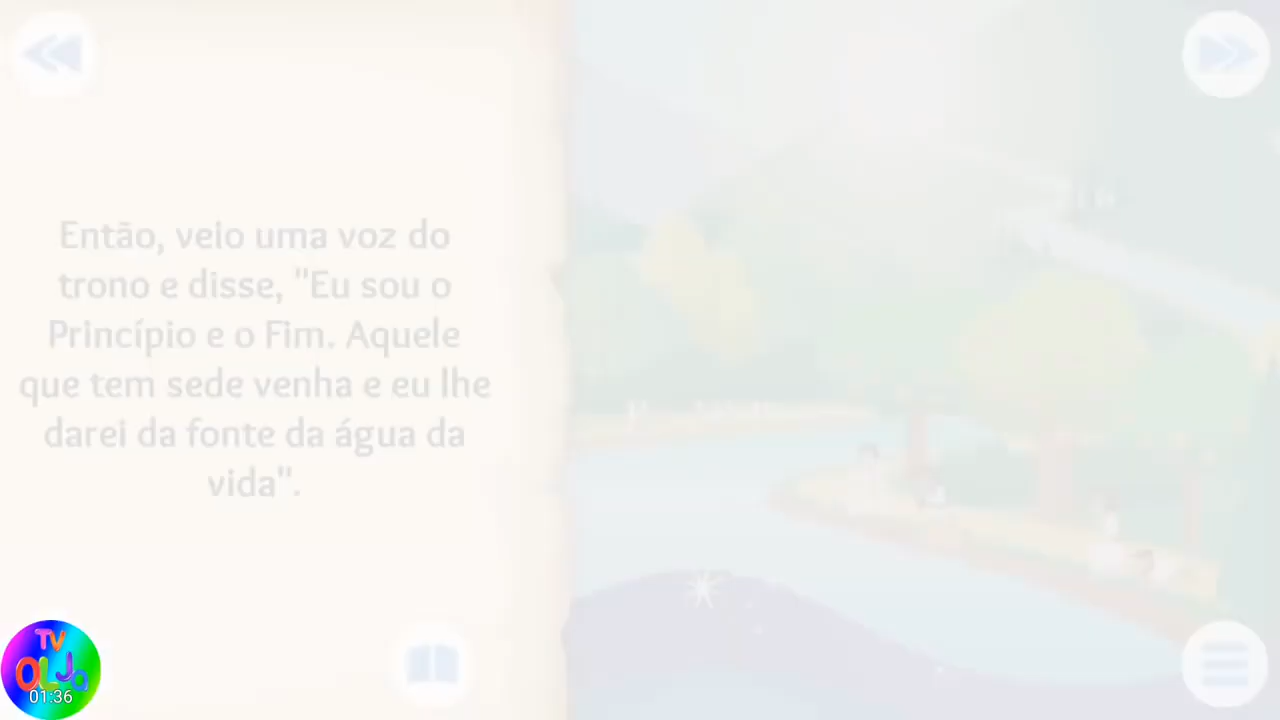 Então, veio uma voz do
trono e disse, "Eu sou o
Princípio e o Fim. Aquele
que tem sede venha e eu lhe
darei da fonte da água da
vida".
TV
OLJO
01:36